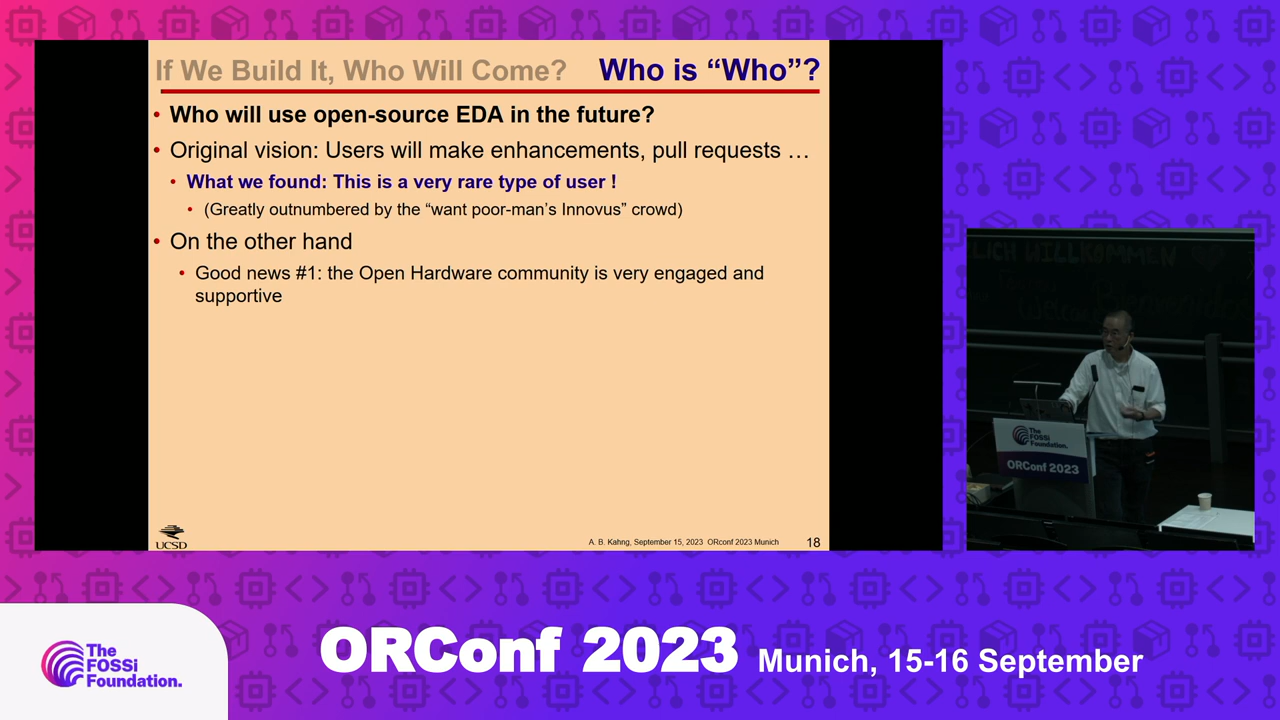 If We Build It, Who Will Come? Who is “Who”?
• Who will use open-source EDA in the future?
• Original vision: Users will make enhancements, pull requests …
• What we found: This is a very rare type of user !
• (Greatly outnumbered by the “want poor-man’s Innovus” crowd)
• On the other hand
• Good news #1: the Open Hardware community is very engaged and
supportive
UCSD
A. B. Kahng, September 15, 2023 ORconf 2023 Munich
18
LICH WILLKOMMEN
The
FOSSi
Foundation.
ORConf 2023
The
FOSSi
Foundation.
ORConf 2023 Munich, 15-16 September